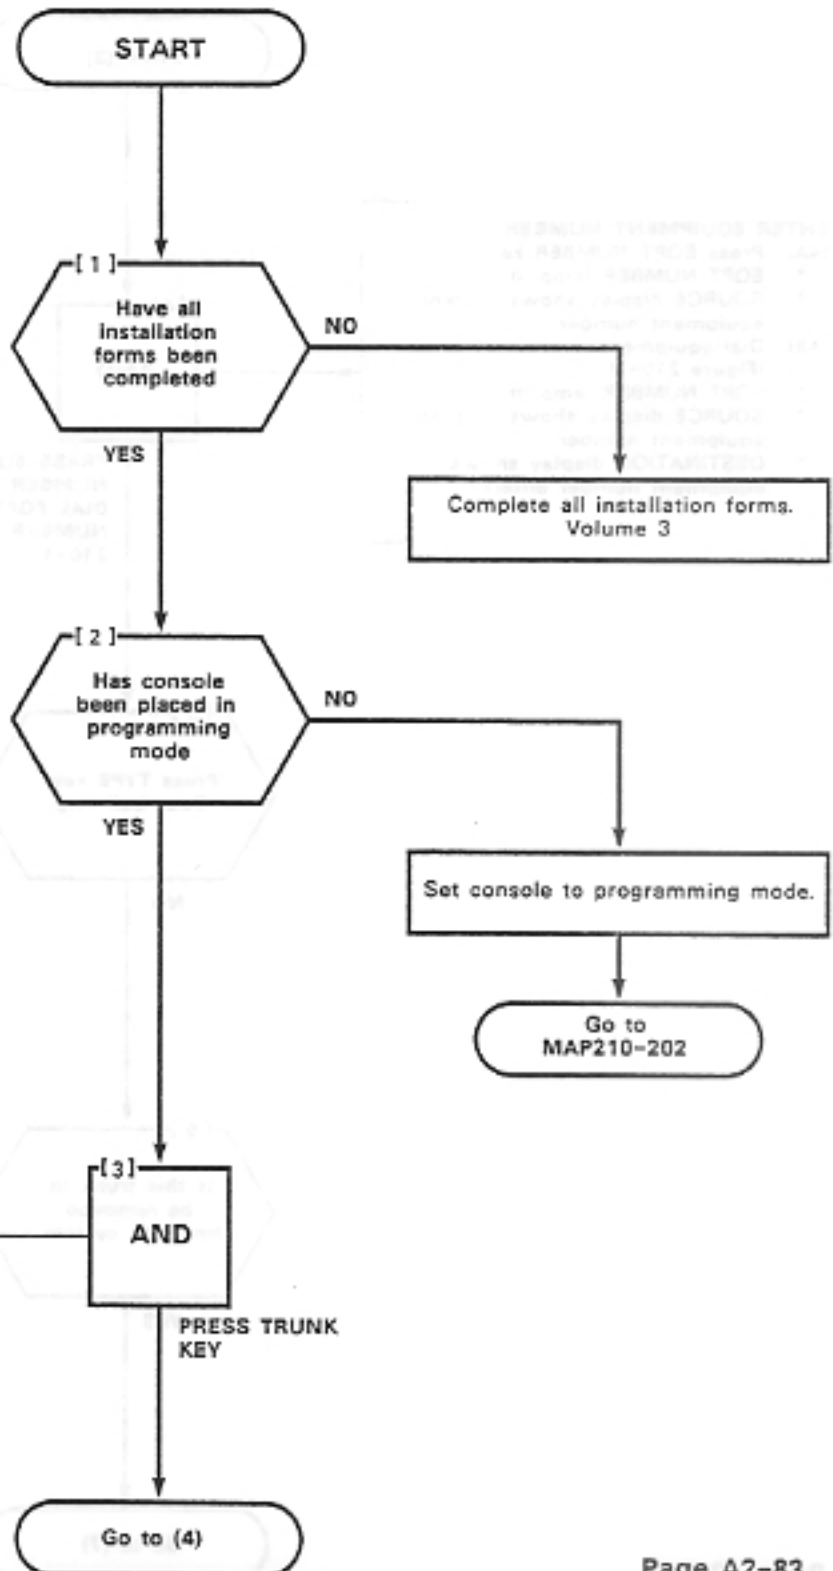 START
[1]
Have all
installation
forms been
completed
NO
YES
Complete all installation forms.
Volume 3
[2]
Has console
been placed in
programming
mode
NO
YES
Set console to programming mode.
Go to
MAP210-202
[3]
AND
PRESS TRUNK
KEY
Go to (4)
Page A2-83